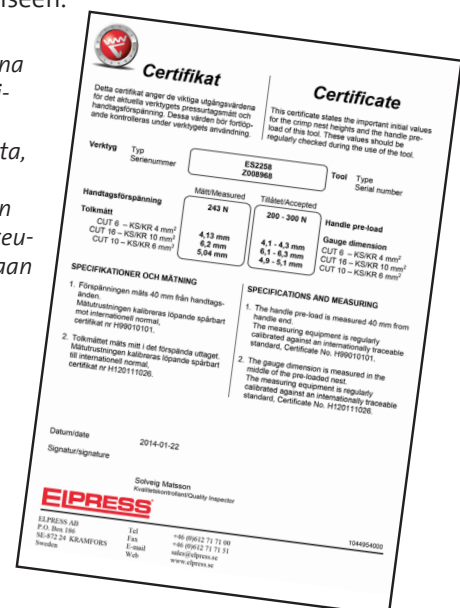 nseen.
na
i-
ta,
n
eu-
aan
Certifikat
Detta certifikat anger de viktiga utgångsvärdena
för det aktuella verktygets pressurtagsmått och
handtagsförspänning. Dessa värden bör fortlöp-
ande kontrolleras under verktygets användning.
Certificate
This certificate states the important initial values
for the crimp nest heights and the handle pre-
load of this tool. These values should be
regularly checked during the use of the tool.
Verktyg Typ ES2258 Tool Type
Serienummer Z008968 Serial number
Mätt/Measured Tillåtet/Accepted
Handtagsförspänning 243 N 200 - 300 N Handle pre-load
Tolkmått Gauge dimension
CUT 6 – KS/KR 4 mm² 4,13 mm 4,1 - 4,3 mm CUT 6 – KS/KR 4 mm²
CUT 16 – KS/KR 10 mm² 6,2 mm 6,1 - 6,3 mm CUT 16 – KS/KR 10 mm²
CUT 10 – KS/KR 6 mm² 5,04 mm 4,9 - 5,1 mm CUT 10 – KS/KR 6 mm²
SPECIFIKATIONER OCH MÄTNING
1. Förspänningen mäts 40 mm från handtags-
änden.
Mätutrustningen kalibreras löpande spårbart
mot internationell normal,
certifikat nr H99010101.
2. Tolkmåttet mäts mitt i det förspända uttaget.
Mätutrustningen kalibreras löpande spårbart
till internationell normal,
certifikat nr H120111026.
SPECIFICATIONS AND MEASURING
1. The handle pre-load is measured 40 mm from
handle end.
The measuring equipment is regularly
calibrated against an internationally traceable
standard, Certificate No. H99010101.
2. The gauge dimension is measured in the
middle of the pre-loaded nest.
The measuring equipment is regularly
calibrated against an internationally traceable
standard, Certificate No. H120111026.
Datum/date 2014-01-22
Signatur/signature
Solveig Matsson
Kvalitetskontrollant/Quality Inspector
ELPRESS
1044954000
ELPRESS AB Tel +46 (0)612 71 71 00
P.O. Box 186 Fax +46 (0)612 71 71 51
SE-872 24 KRAMFORS E-mail sales@elpress.se
Sweden Web www.elpress.se